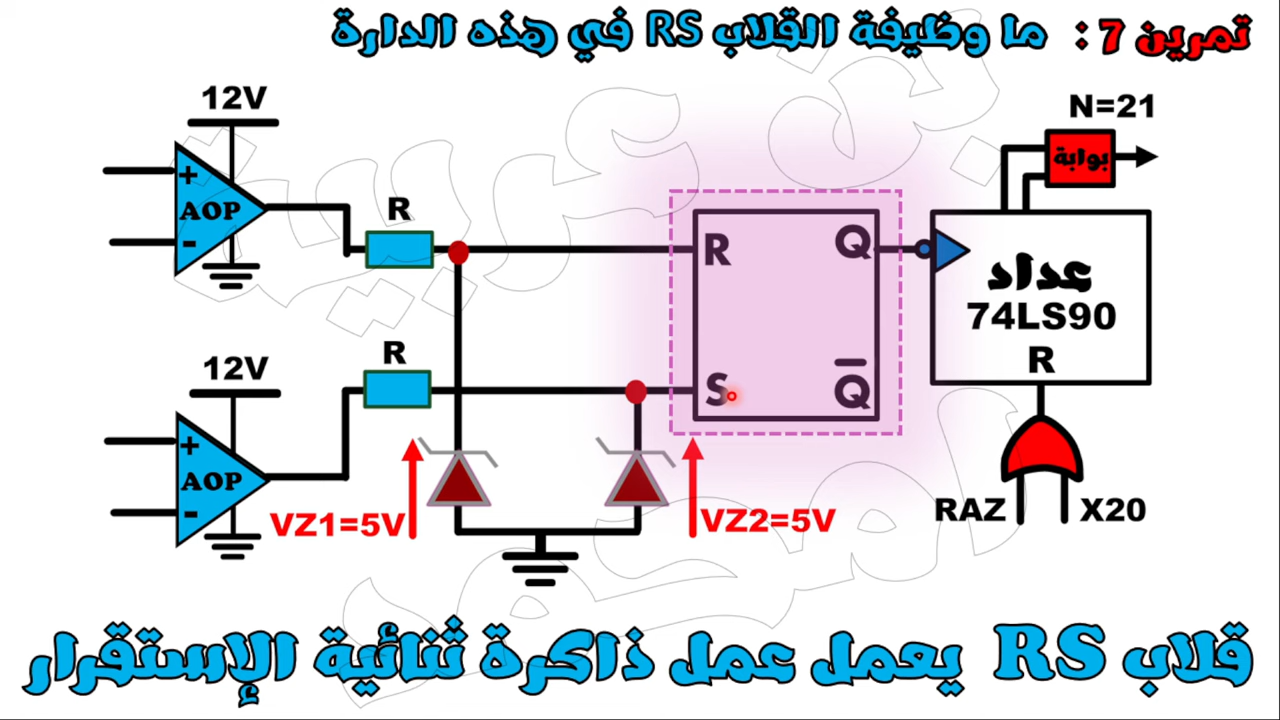 تمرين 7 : ما وظيفة القلاب RS في هذه الدارة
12V
N=21
بوابة
+
AOP
-
R
R
Q
عداد
74LS90
R
12V
R
S
Q̅
+
AOP
-
VZ1=5V
VZ2=5V
RAZ
X20
قلاب RS يعمل عمل ذاكرة ثنائية الإستقرار